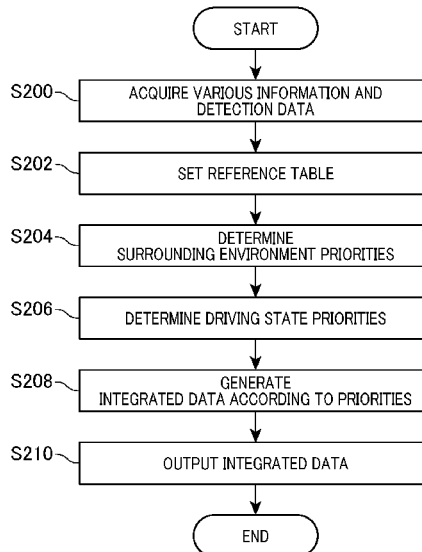 START
S200
ACQUIRE VARIOUS INFORMATION AND
DETECTION DATA
S202
SET REFERENCE TABLE
S204
DETERMINE
SURROUNDING ENVIRONMENT PRIORITIES
S206
DETERMINE DRIVING STATE PRIORITIES
S208
GENERATE
INTEGRATED DATA ACCORDING TO PRIORITIES
S210
OUTPUT INTEGRATED DATA
END